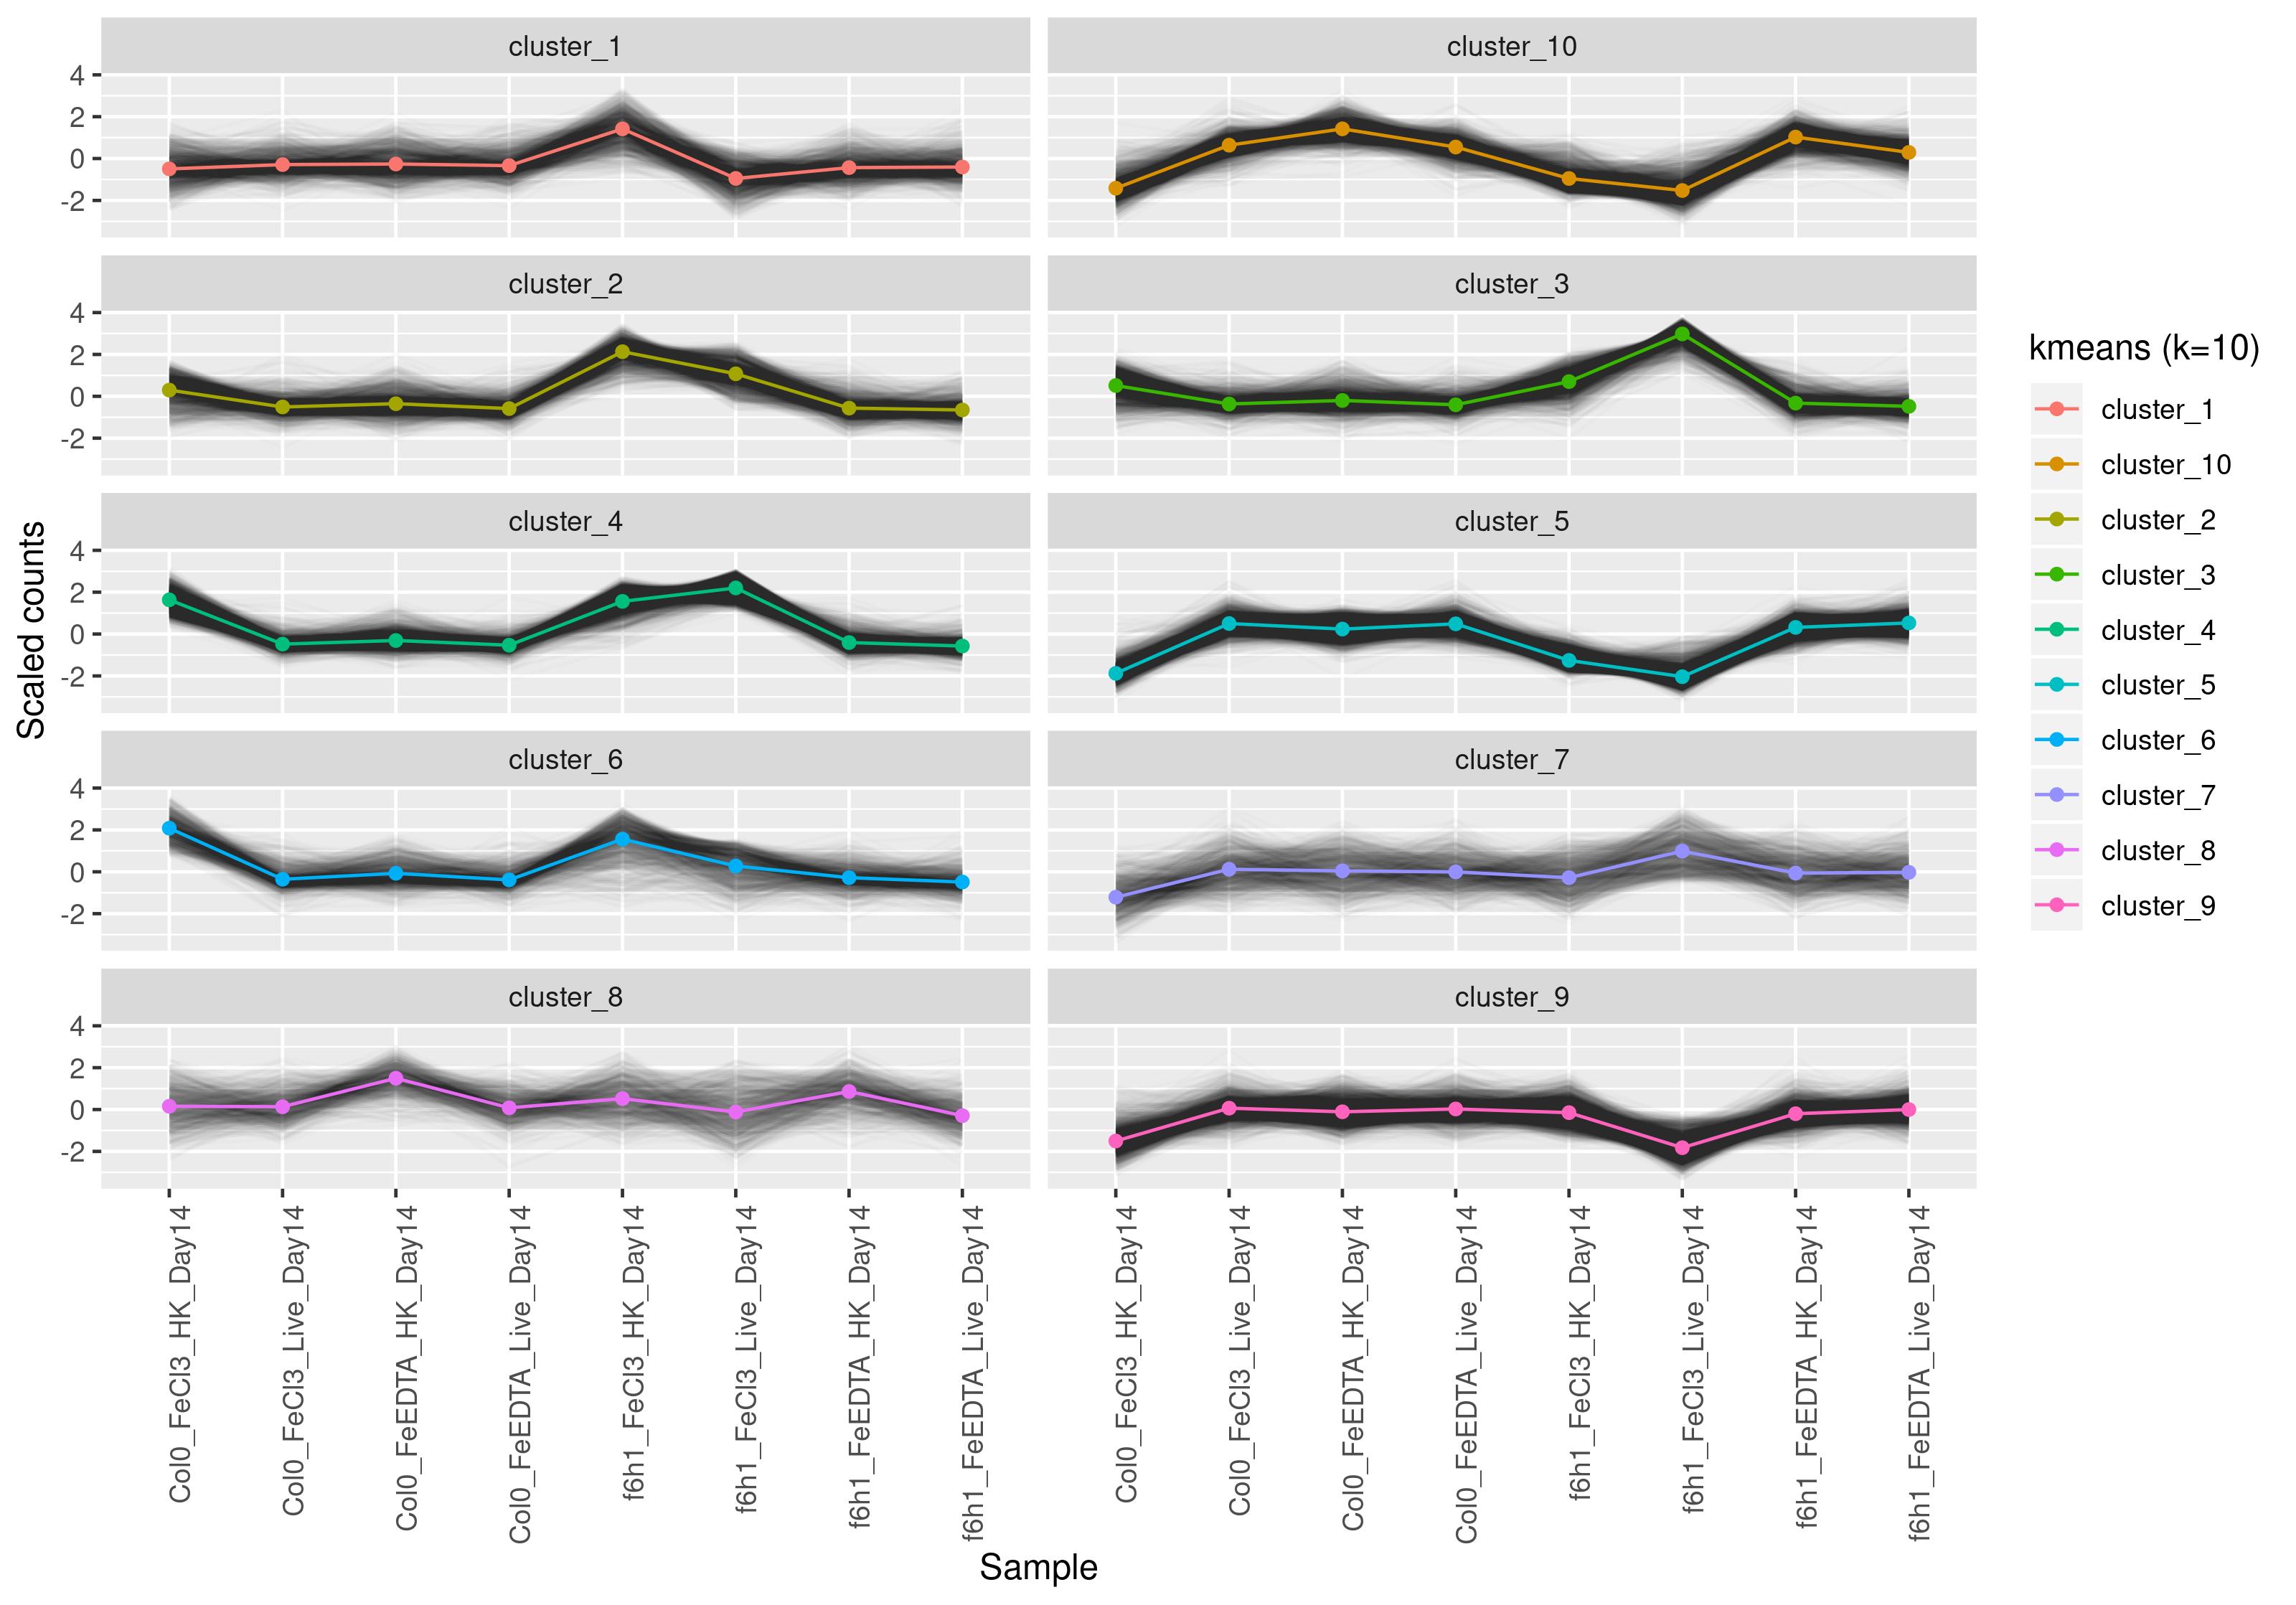 cluster_1
cluster_10
4
2
0
-2
cluster_2
cluster_3
4
2
0
-2
cluster_4
cluster_5
4
2
0
-2
cluster_6
cluster_7
4
2
0
-2
cluster_8
cluster_9
4
2
0
-2
Scaled counts
Col0_FeCl3_HK_Day14
Col0_FeCl3_Live_Day14
Col0_FeEDTA_HK_Day14
Col0_FeEDTA_Live_Day14
f6h1_FeCl3_HK_Day14
f6h1_FeCl3_Live_Day14
f6h1_FeEDTA_HK_Day14
f6h1_FeEDTA_Live_Day14
Col0_FeCl3_HK_Day14
Col0_FeCl3_Live_Day14
Col0_FeEDTA_HK_Day14
Col0_FeEDTA_Live_Day14
f6h1_FeCl3_HK_Day14
f6h1_FeCl3_Live_Day14
f6h1_FeEDTA_HK_Day14
f6h1_FeEDTA_Live_Day14
Sample
kmeans (k=10)
cluster_1
cluster_10
cluster_2
cluster_3
cluster_4
cluster_5
cluster_6
cluster_7
cluster_8
cluster_9